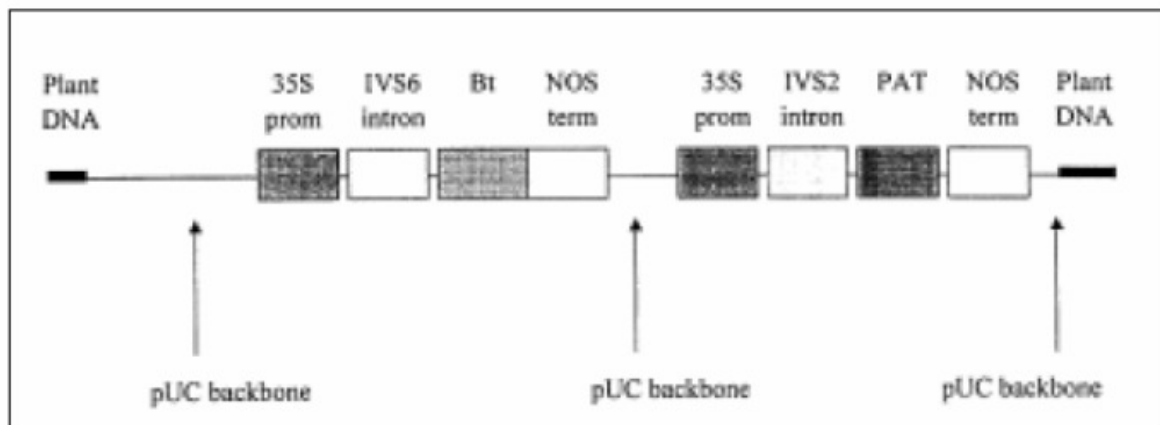 Plant 35S IVS6 Bt NOS 35S IVS2 PAT NOS Plant
DNA prom intron term prom intron term DNA
pUC backbone pUC backbone pUC backbone